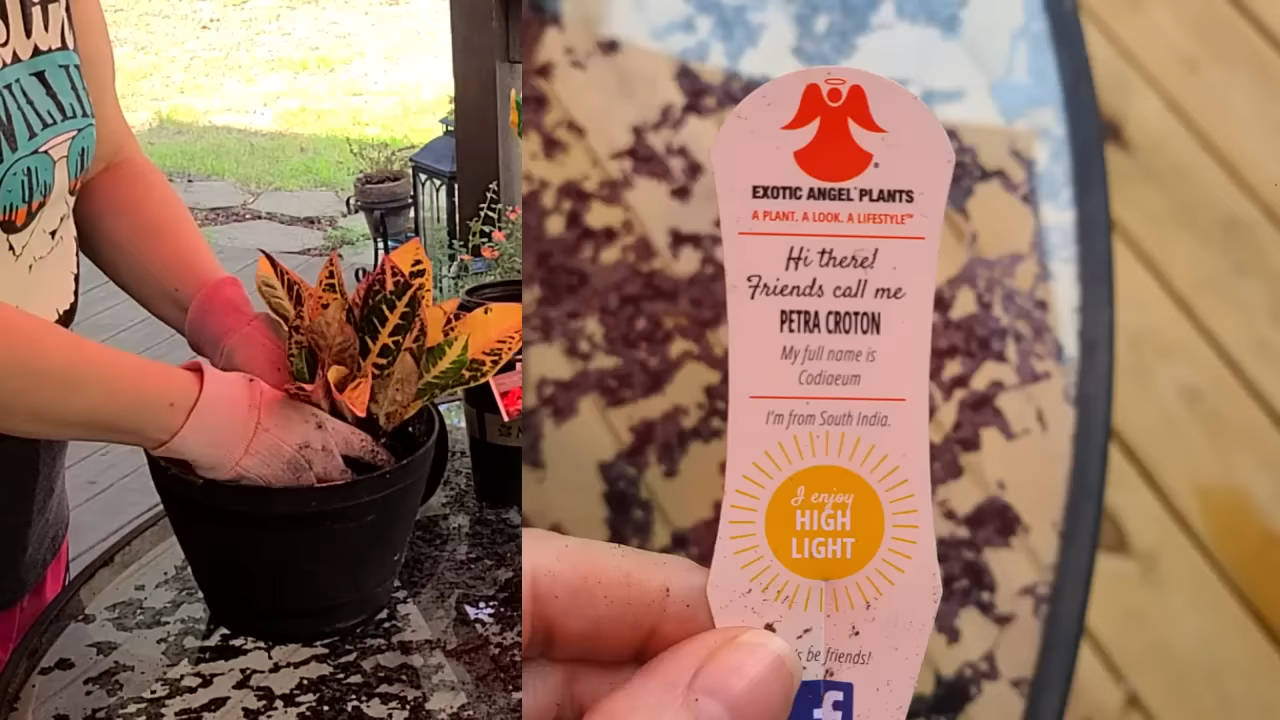 EXOTIC ANGEL PLANTS
A PLANT. A LOOK. A LIFESTYLE™
Hi there!
Friends call me
PETRA CROTON
My full name is
Codiaeum
I'm from South India.
I enjoy
HIGH
LIGHT
be friends!
f